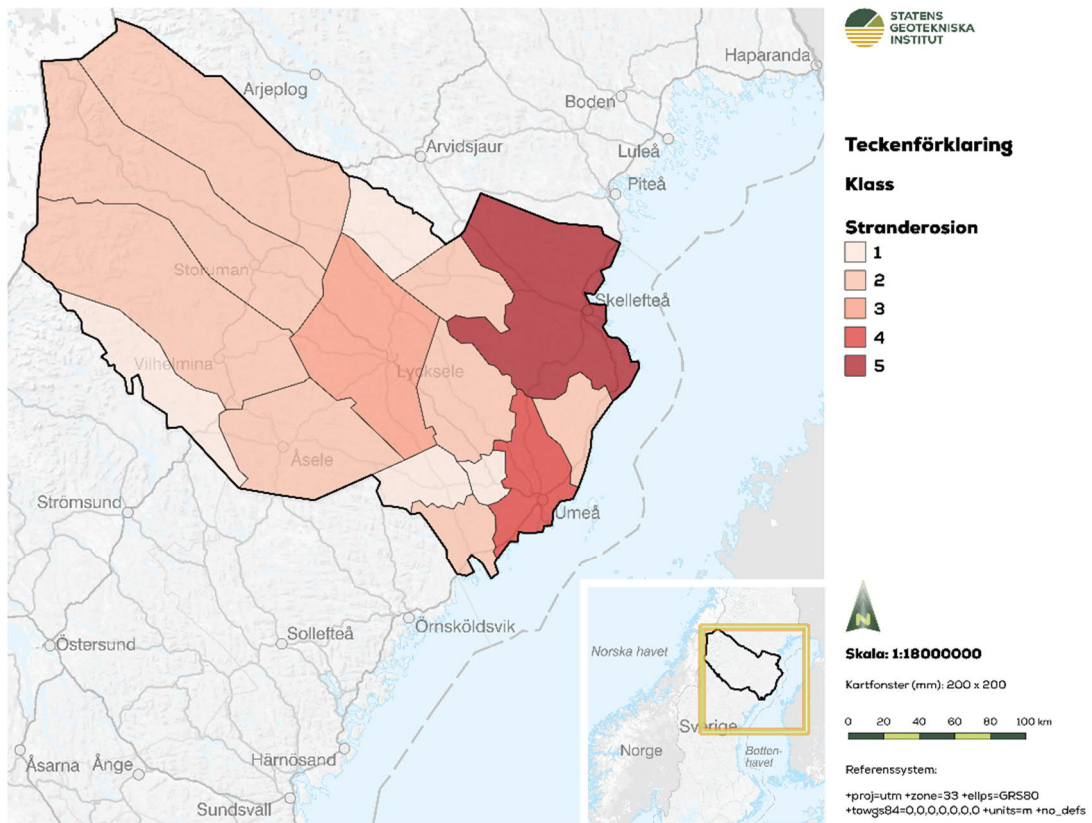 STATENS
GEOTEKNISKA
INSTITUT
Haparanda
Arjeplog
Boden
Arvidsjaur
Luleå
Piteå
Storuman
Skellefteå
Vilhelmina
Lycksele
Åsele
Strömsund
Umeå
Örnsköldsvik
Östersund
Sollefteå
Åsarna
Ånge
Härnösand
Sundsvall
Teckenförklaring
Klass
Stranderosion
1
2
3
4
5
Norska havet
Sverige
Norge
Botten-
havet
N
Skala: 1:18000000
Kartfonster (mm): 200 x 200
0 20 40 60 80 100 km
Referenssystem:
+proj=utm +zone=33 +ellps=GRS80
+towgs84=0,0,0,0,0,0,0 +units=m +no_defs